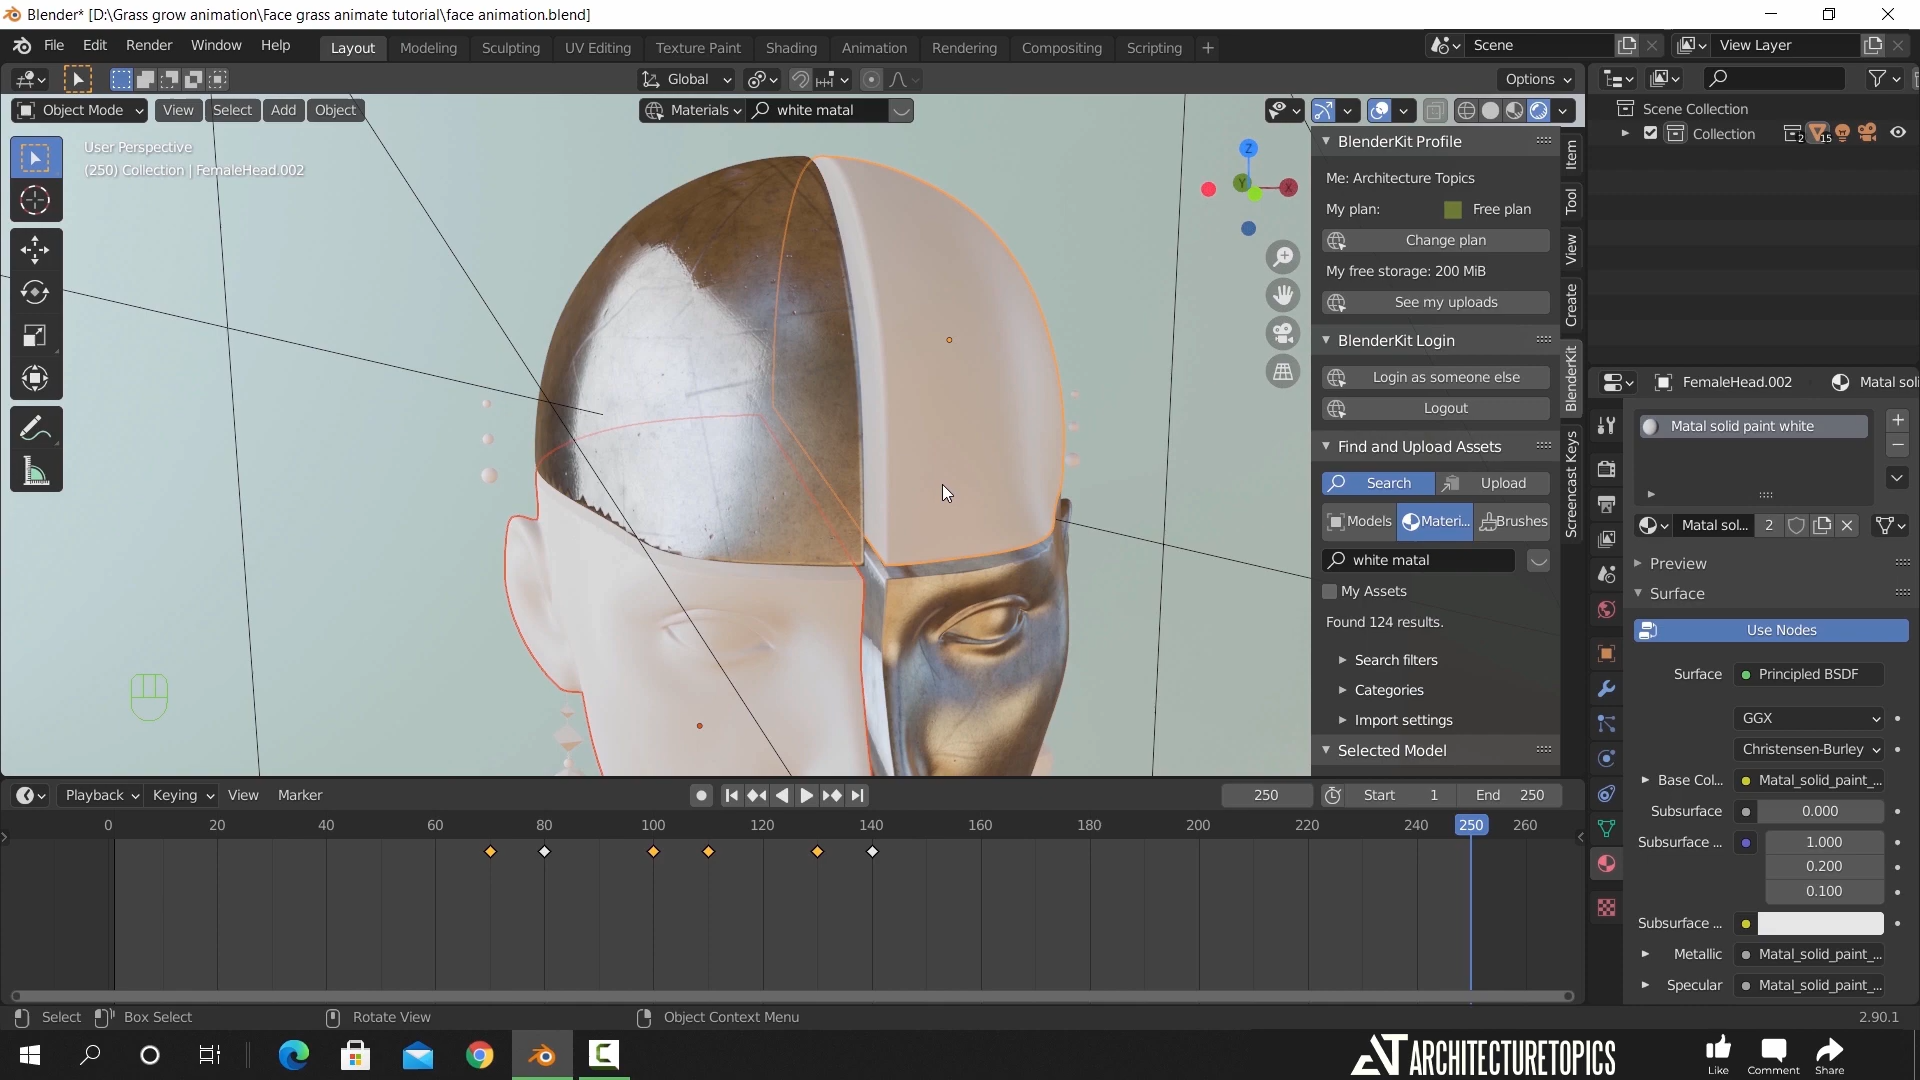 Blender* [D:\Grass grow animation\Face grass animate tutorial\face animation.blend]
File Edit Render Window Help Layout Modeling Sculpting UV Editing Texture Paint Shading Animation Rendering Compositing Scripting + Scene View Layer
Global Options
Object Mode View Select Add Object Materials white matal
User Perspective
(250) Collection | FemaleHead.002
Z
Y
X
BlenderKit Profile
Me: Architecture Topics
My plan: Free plan
Change plan
My free storage: 200 MiB
See my uploads
BlenderKit Login
Login as someone else
Logout
Find and Upload Assets
Search Upload
Models Materi... Brushes
white matal
My Assets
Found 124 results.
Search filters
Categories
Import settings
Selected Model
Item
Tool
View
Create
BlenderKit
Screencast Keys
Scene Collection
Collection 2 15
FemaleHead.002 Matal soli
Matal solid paint white
Matal sol... 2
Preview
Surface
Use Nodes
Surface Principled BSDF
GGX
Christensen-Burley
Base Col... Matal_solid_paint_...
Subsurface 0.000
Subsurface ... 1.000
0.200
0.100
Subsurface ...
Metallic Matal_solid_paint_...
Specular Matal_solid_paint_...
Playback Keying View Marker 250 Start 1 End 250
0 20 40 60 80 100 120 140 160 180 200 220 240 250 260
Select Box Select Rotate View Object Context Menu 2.90.1
ARCHITECTURETOPICS
Like Comment Share